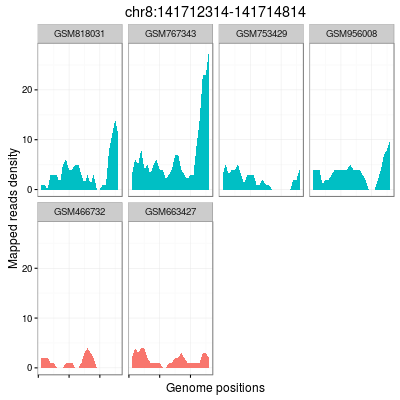 chr8:141712314-141714814
GSM818031 GSM767343 GSM753429 GSM956008
20
10
0
GSM466732 GSM663427
20
10
0
Mapped reads density
Genome positions